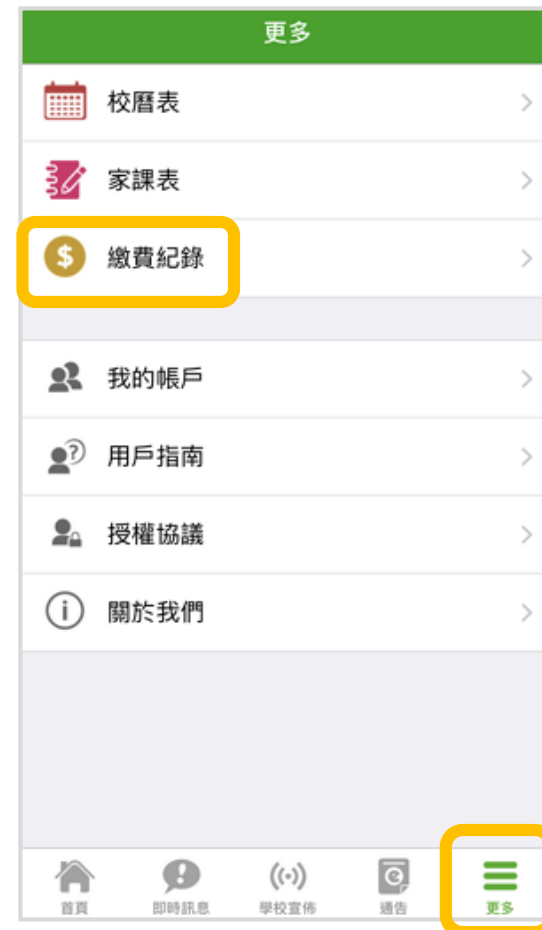 更多
校曆表
家課表
$ 繳費紀錄
我的帳戶
? 用戶指南
授權協議
i 關於我們
首頁 即時訊息 學校宣佈 通告 更多